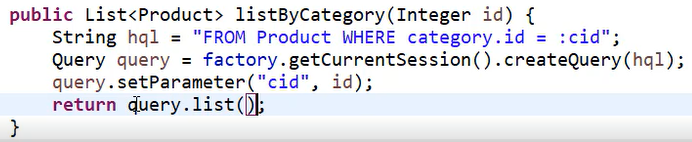 public List<Product> listByCategory(Integer id) {
    String hql = "FROM Product WHERE category.id = :cid";
    Query query = factory.getCurrentSession().createQuery(hql);
    query.setParameter("cid", id);
    return query.list();
}